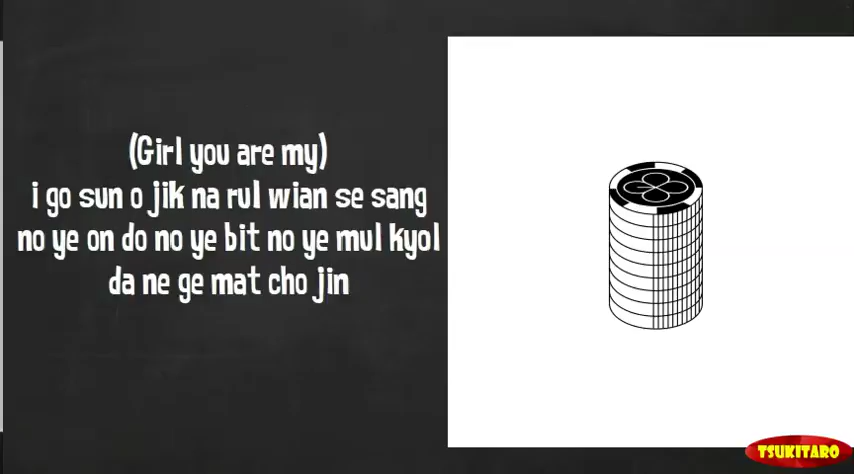 (Girl you are my)
i go sun o jik na rul wian se sang
no ye on do no ye bit no ye mul kyol
da ne ge mat cho jin
TSUKITARO